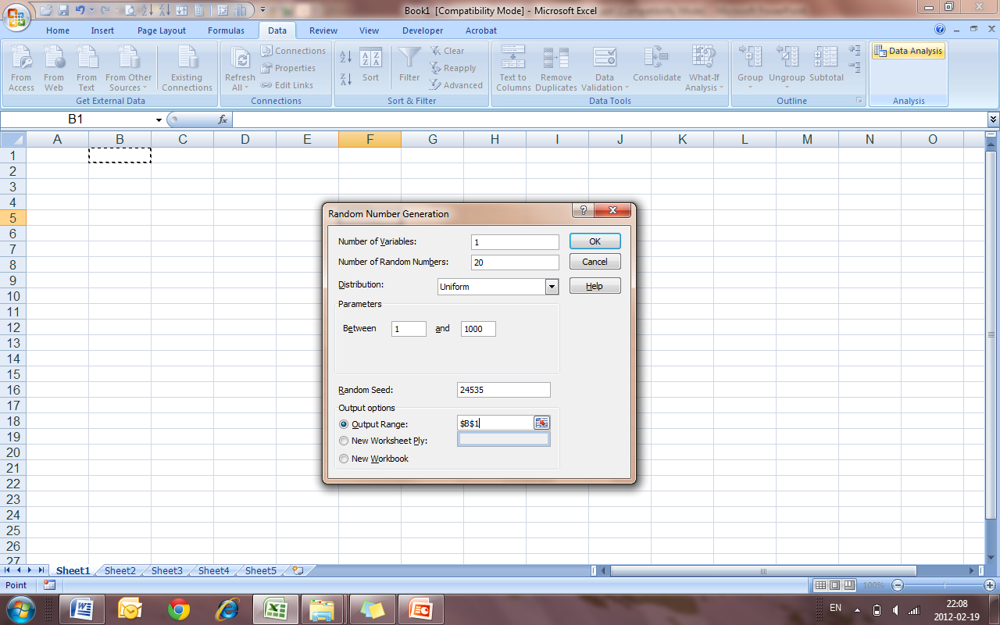 Book1 [Compatibility Mode] - Microsoft Excel
Home Insert Page Layout Formulas Data Review View Developer Acrobat
From Access
From Web
From Text
From Other Sources
Existing Connections
Get External Data
Refresh All
Connections
Properties
Edit Links
Connections
Sort
Filter
Clear
Reapply
Advanced
Sort & Filter
Text to Columns
Remove Duplicates
Data Validation
Consolidate
What-If Analysis
Data Tools
Group
Ungroup
Subtotal
Outline
Data Analysis
Analysis
B1 fx
A B C D E F G H I J K L M N O
1
2
3
4
5
6
7
8
9
10
11
12
13
14
15
16
17
18
19
20
21
22
23
24
25
26
27
Random Number Generation
Number of Variables: 1 OK
Number of Random Numbers: 20 Cancel
Distribution: Uniform Help
Parameters
Between 1 and 1000
Random Seed: 24535
Output options
Output Range: $B$1
New Worksheet Ply:
New Workbook
Sheet1 Sheet2 Sheet3 Sheet4 Sheet5
Point 100%
EN 22:08
2012-02-19